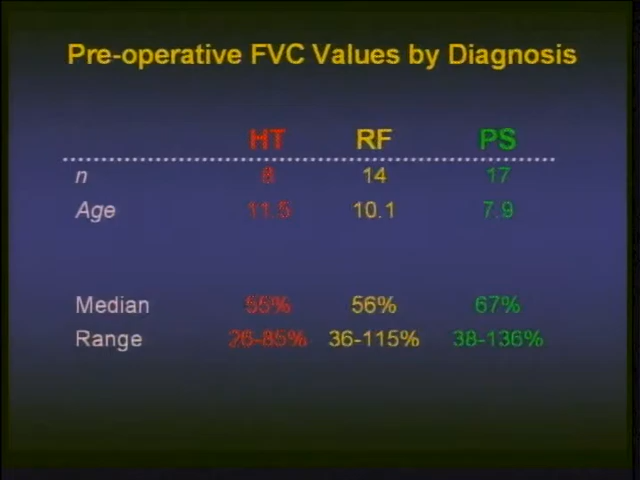 Pre-operative FVC Values by Diagnosis
HT RF PS
n 8 14 17
Age 11.5 10.1 7.9
Median 55% 56% 67%
Range 26-85% 36-115% 38-136%